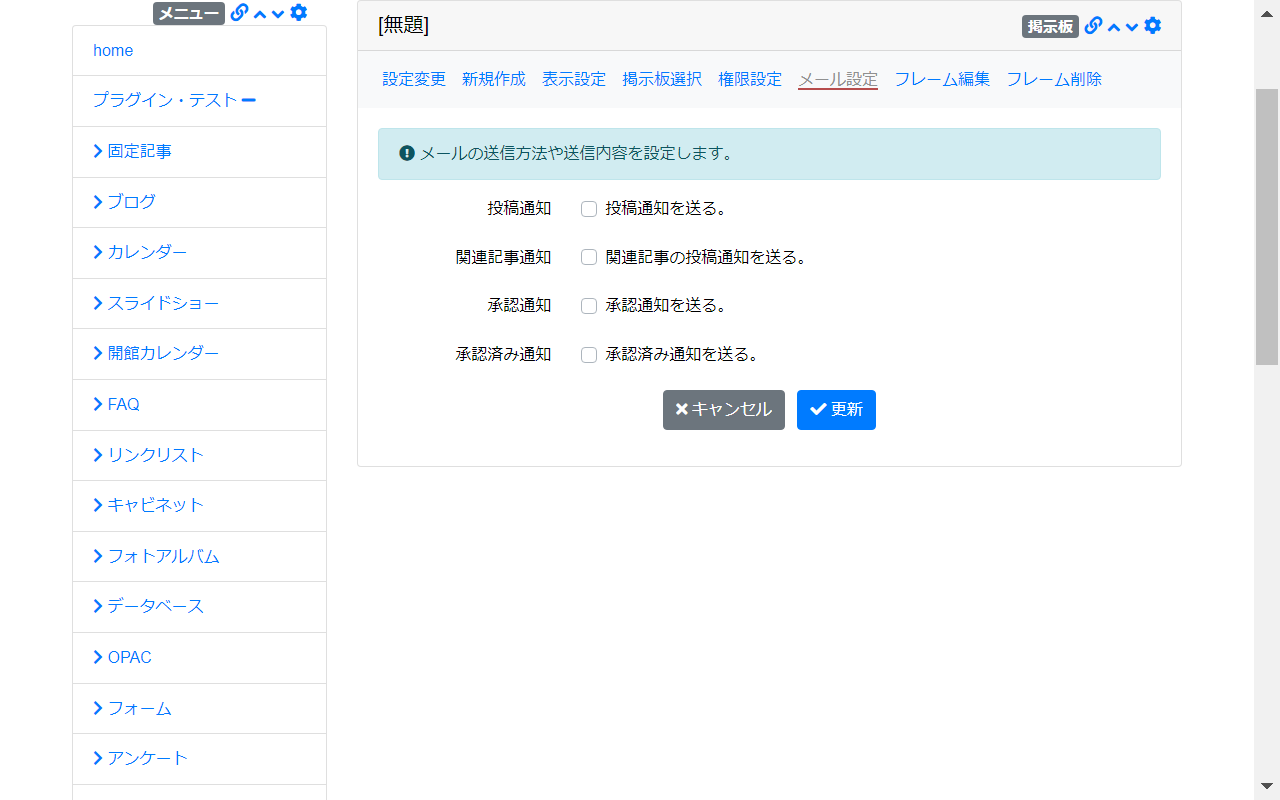 メニュー
home
プラグイン・テスト
固定記事
ブログ
カレンダー
スライドショー
開館カレンダー
FAQ
リンクリスト
キャビネット
フォトアルバム
データベース
OPAC
フォーム
アンケート
[無題] 掲示板
設定変更 新規作成 表示設定 掲示板選択 権限設定 メール設定 フレーム編集 フレーム削除
メールの送信方法や送信内容を設定します。
投稿通知 投稿通知を送る。
関連記事通知 関連記事の投稿通知を送る。
承認通知 承認通知を送る。
承認済み通知 承認済み通知を送る。
キャンセル 更新